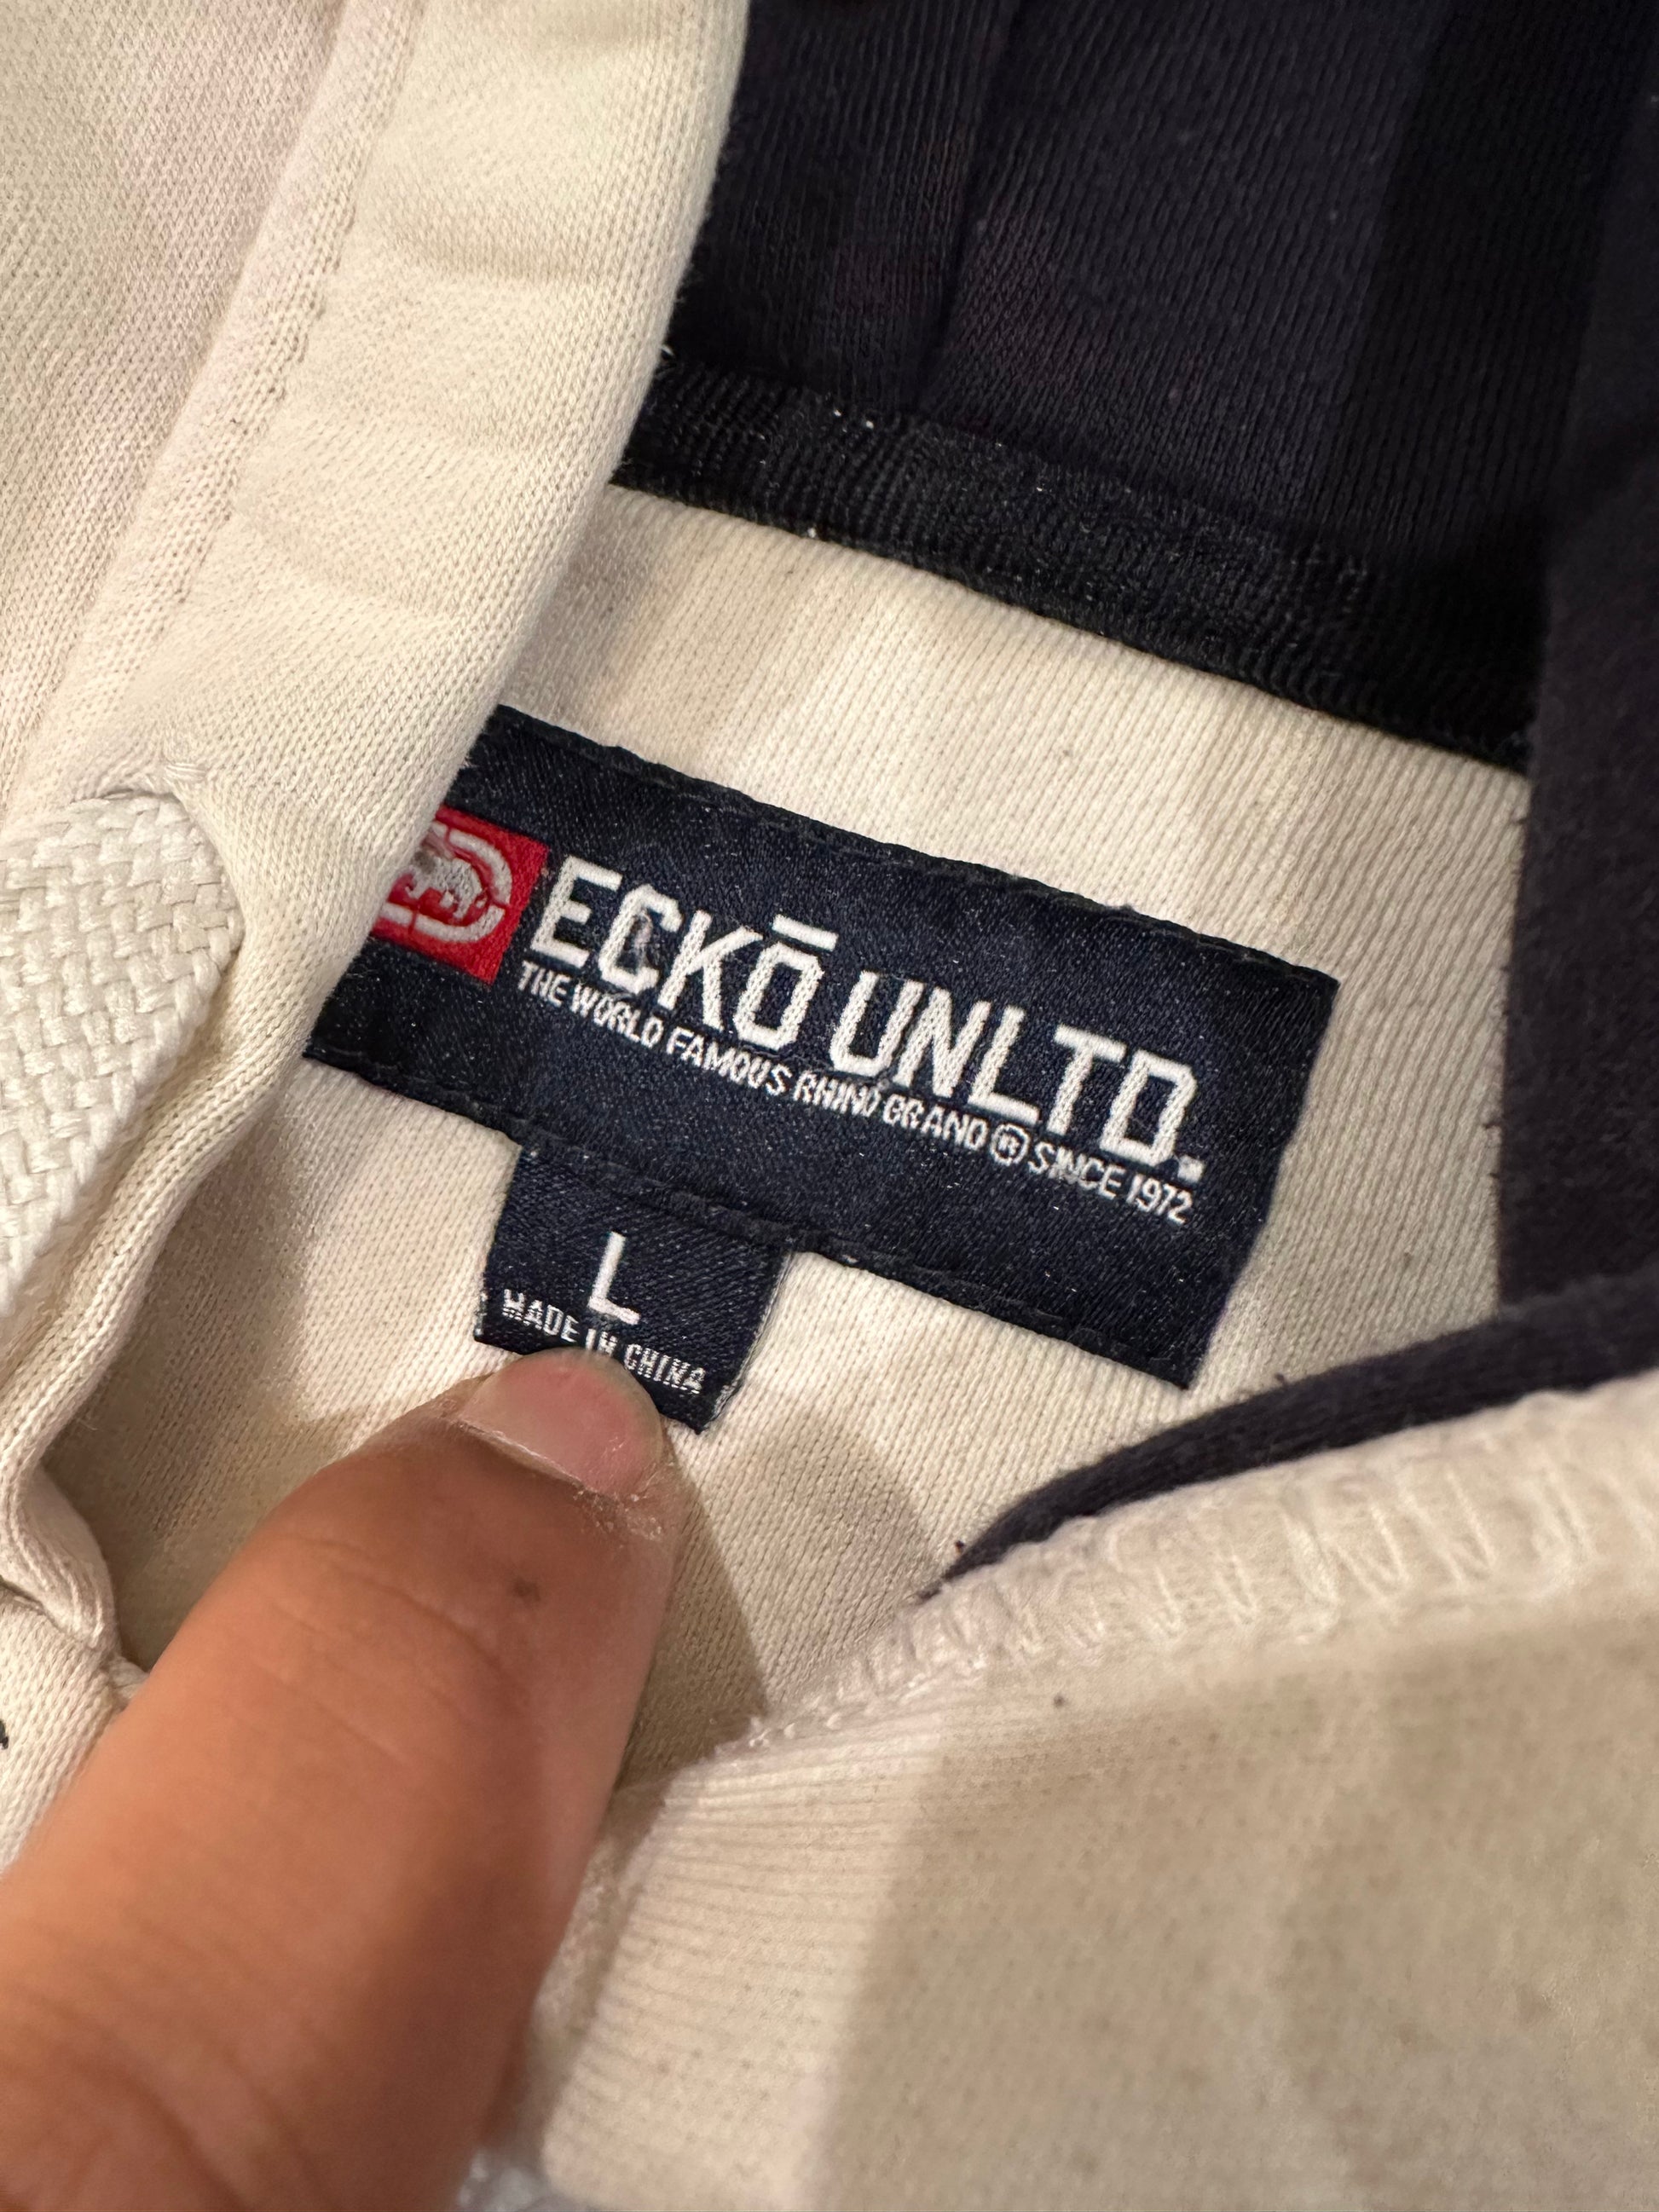 ECKŌ UNLTD.
THE WORLD FAMOUS RHINO BRAND ® SINCE 1972
L
MADE IN CHINA